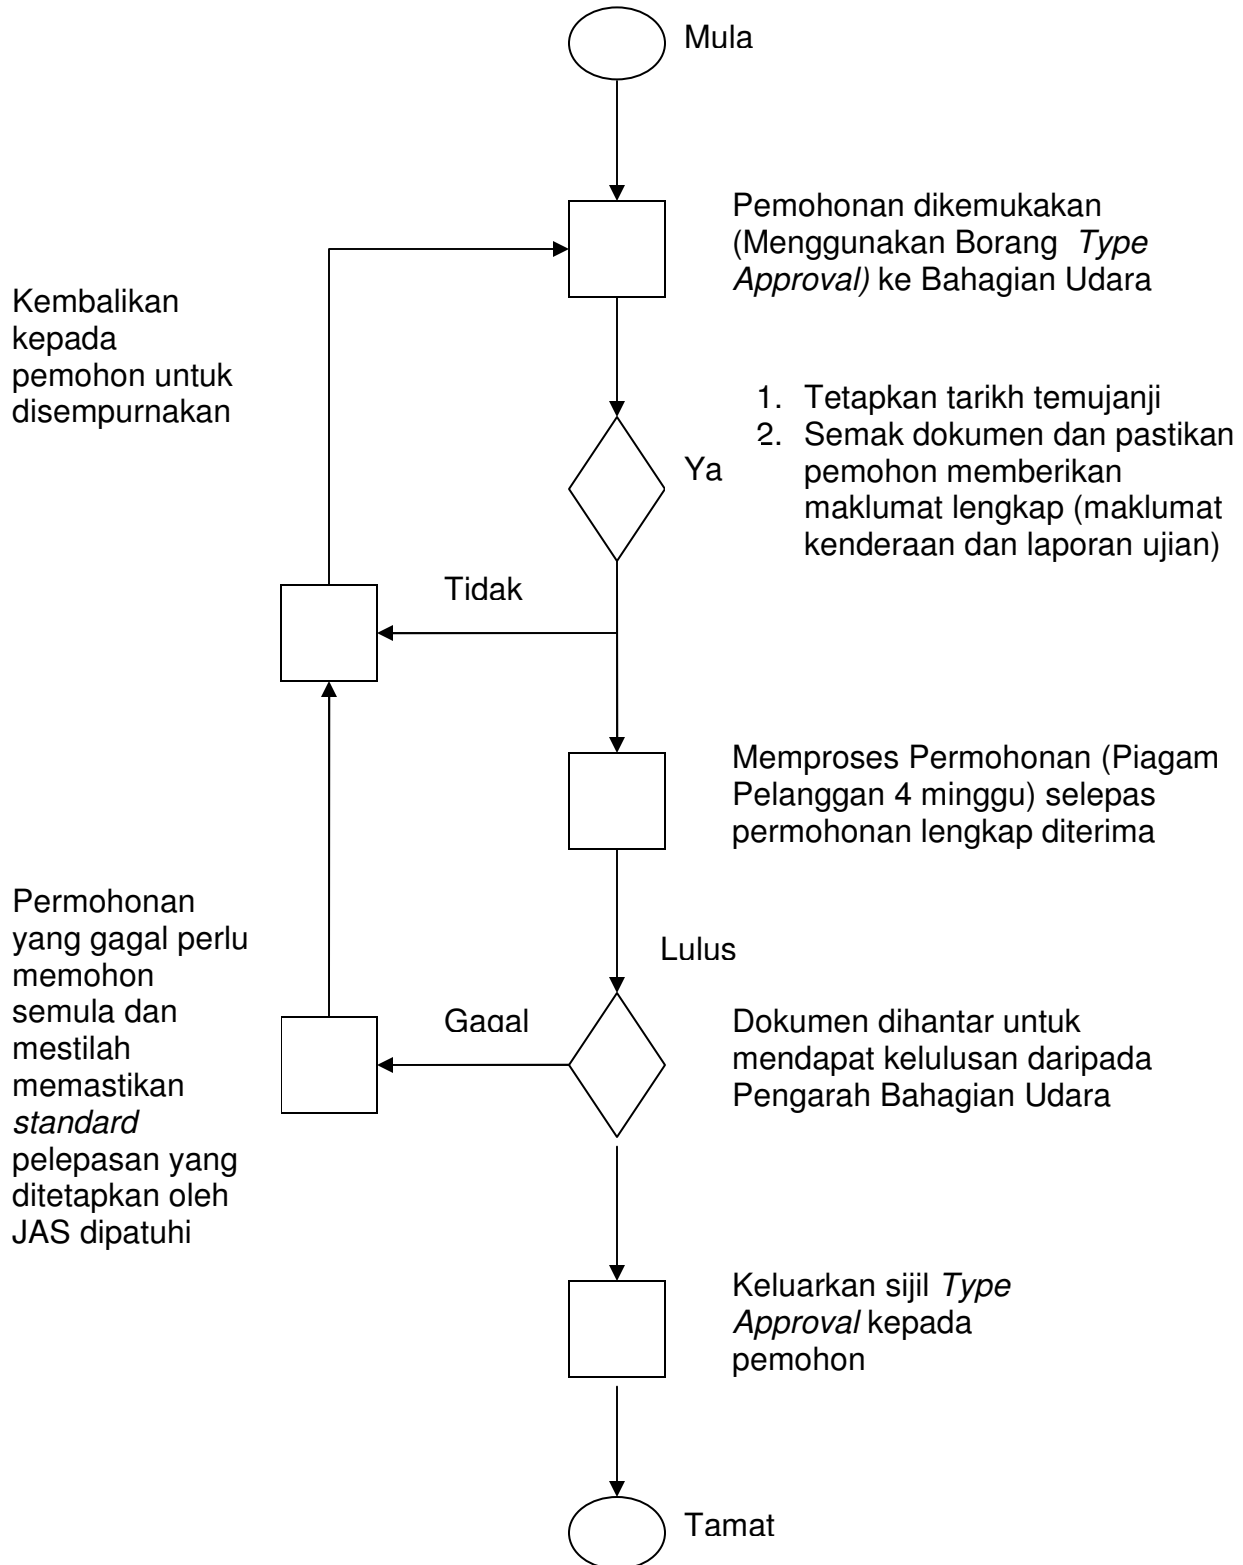 Mula
Pemohonan dikemukakan
(Menggunakan Borang Type
Approval) ke Bahagian Udara
Kembalikan
kepada
pemohon untuk
disempurnakan
1. Tetapkan tarikh temujanji
2. Semak dokumen dan pastikan
pemohon memberikan
maklumat lengkap (maklumat
kenderaan dan laporan ujian)
Ya
Tidak
Memproses Permohonan (Piagam
Pelanggan 4 minggu) selepas
permohonan lengkap diterima
Permohonan
yang gagal perlu
memohon
semula dan
mestilah
memastikan
standard
pelepasan yang
ditetapkan oleh
JAS dipatuhi
Lulus
Gagal
Dokumen dihantar untuk
mendapat kelulusan daripada
Pengarah Bahagian Udara
Keluarkan sijil Type
Approval kepada
pemohon
Tamat